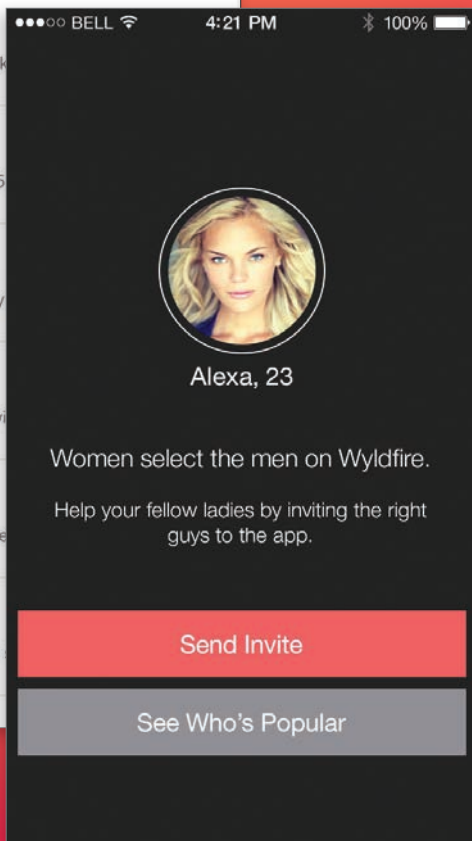 ●●●○○ BELL 4:21 PM 100%
Alexa, 23
Women select the men on Wyldfire.
Help your fellow ladies by inviting the right
guys to the app.
Send Invite
See Who's Popular